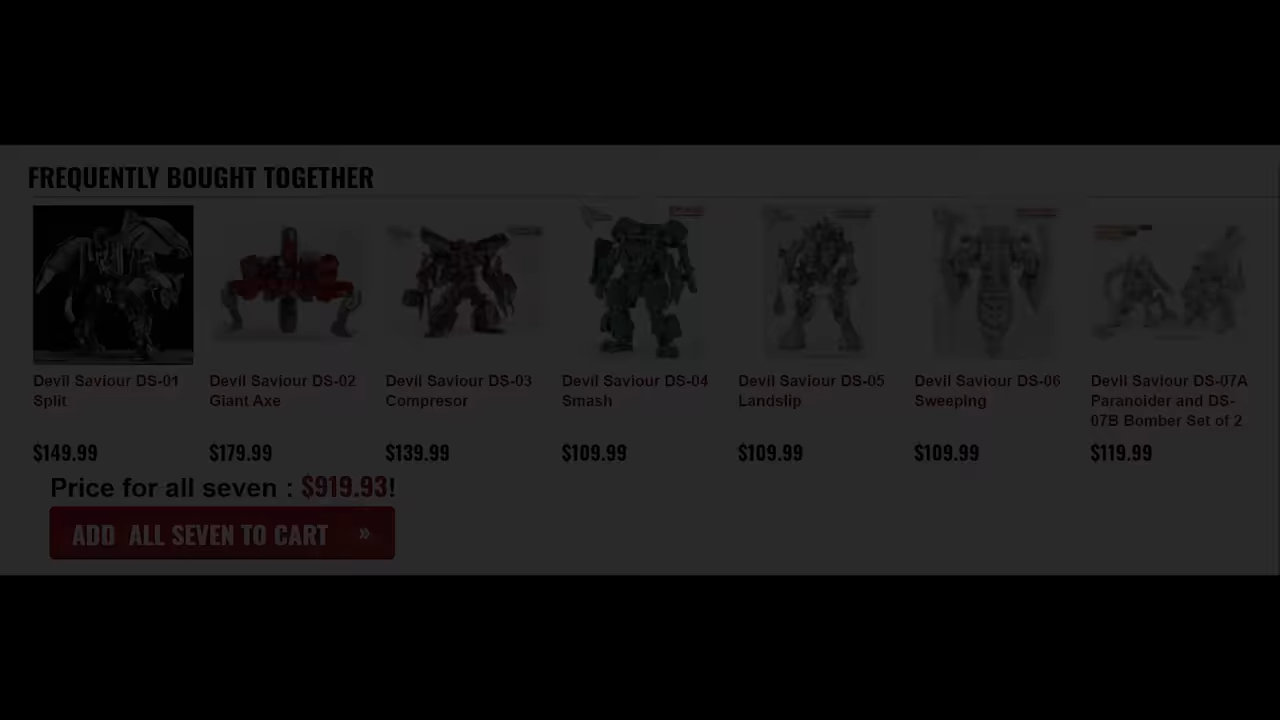 FREQUENTLY BOUGHT TOGETHER
Devil Saviour DS-01 Split
Devil Saviour DS-02 Giant Axe
Devil Saviour DS-03 Compresor
Devil Saviour DS-04 Smash
Devil Saviour DS-05 Landslip
Devil Saviour DS-06 Sweeping
Devil Saviour DS-07A Paranoider and DS-07B Bomber Set of 2
$149.99
$179.99
$139.99
$109.99
$109.99
$109.99
$119.99
Price for all seven : $919.93!
ADD ALL SEVEN TO CART »